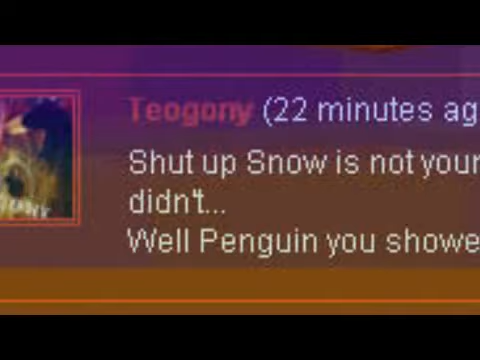 Teogony (22 minutes ag
Shut up Snow is not your
didn't...
Well Penguin you showe